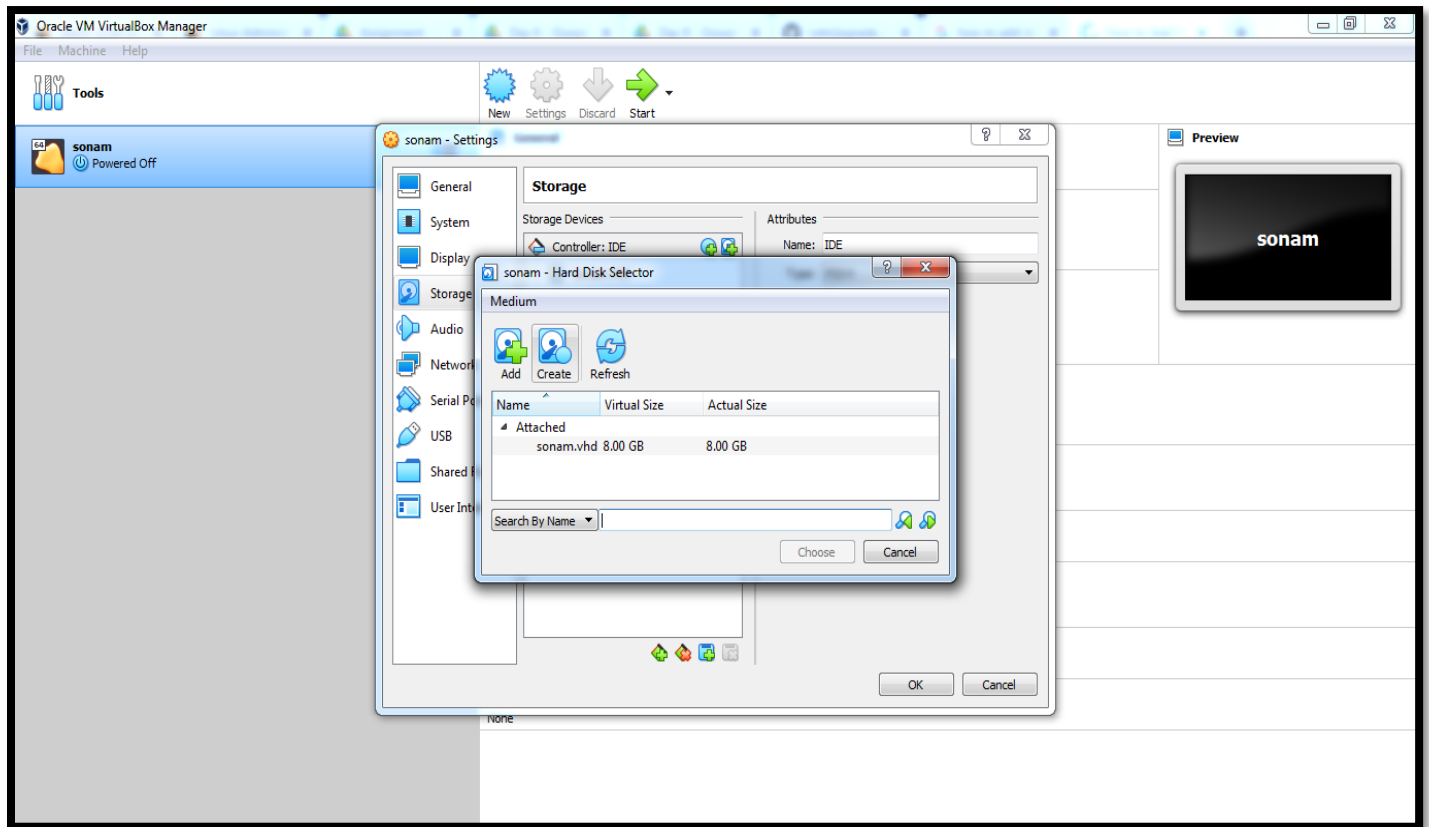 Oracle VM VirtualBox Manager
File Machine Help
Tools
New Settings Discard Start
64
sonam
Powered Off
sonam - Settings
General
System
Display
Storage
Audio
Network
Serial Po
USB
Shared F
User Inte
Storage
Storage Devices
Controller: IDE
Attributes
Name: IDE
sonam - Hard Disk Selector
Medium
Add Create Refresh
Name Virtual Size Actual Size
Attached
sonam.vhd 8.00 GB 8.00 GB
Search By Name
Choose Cancel
OK Cancel
None
Preview
sonam